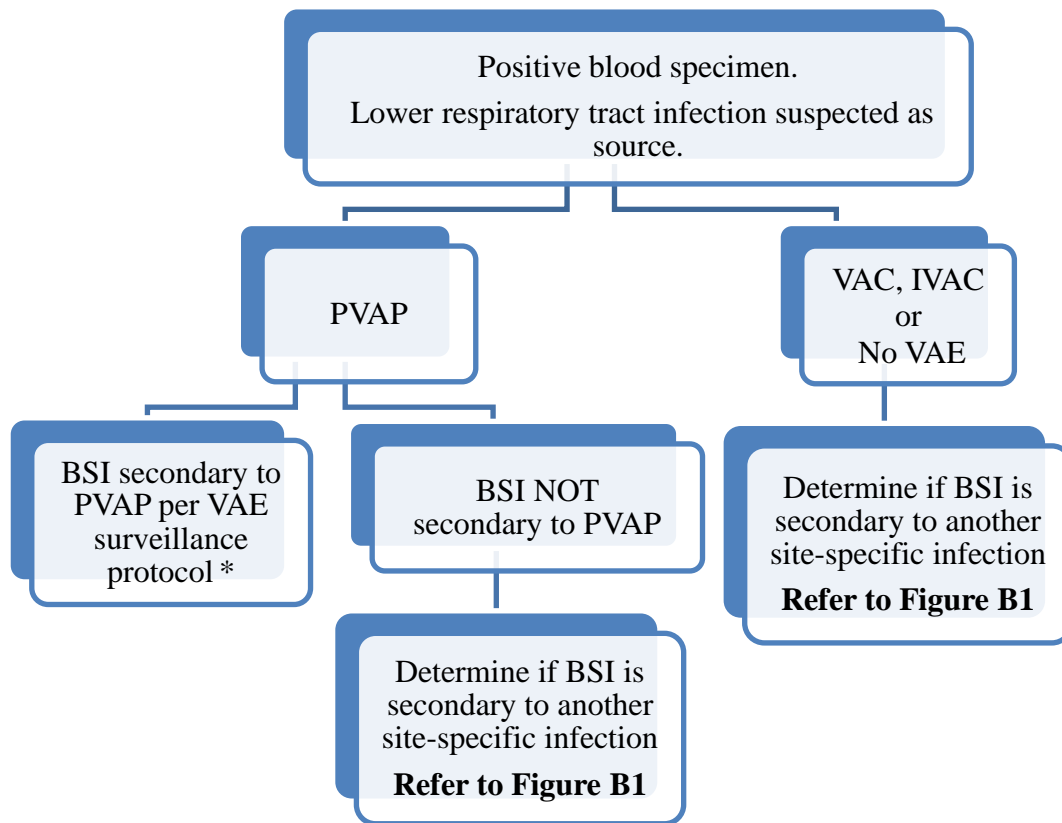 Positive blood specimen.
Lower respiratory tract infection suspected as
source.
PVAP
VAC, IVAC
or
No VAE
BSI secondary to
PVAP per VAE
surveillance
protocol *
BSI NOT
secondary to PVAP
Determine if BSI is
secondary to another
site-specific infection
Refer to Figure B1
Determine if BSI is
secondary to another
site-specific infection
Refer to Figure B1